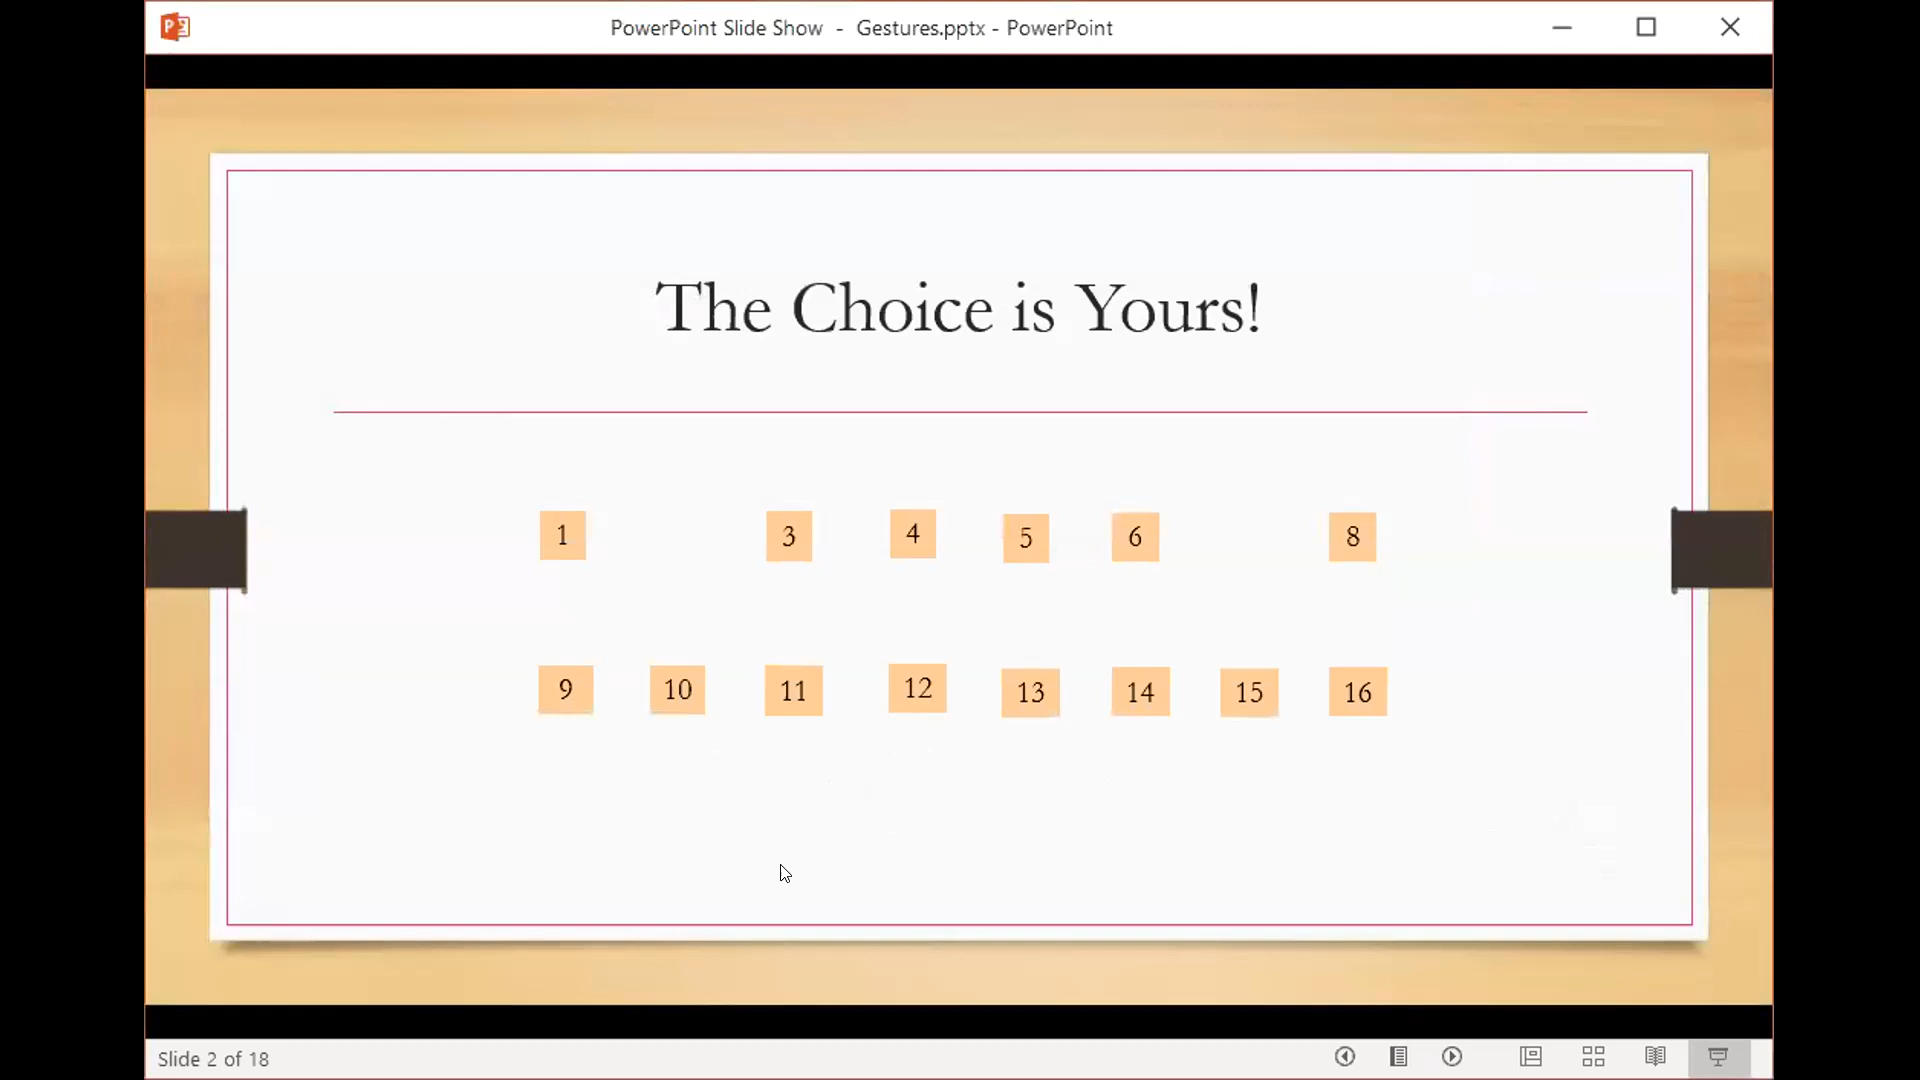 PowerPoint Slide Show - Gestures.pptx - PowerPoint
The Choice is Yours!
1 3 4 5 6 8
9 10 11 12 13 14 15 16
Slide 2 of 18